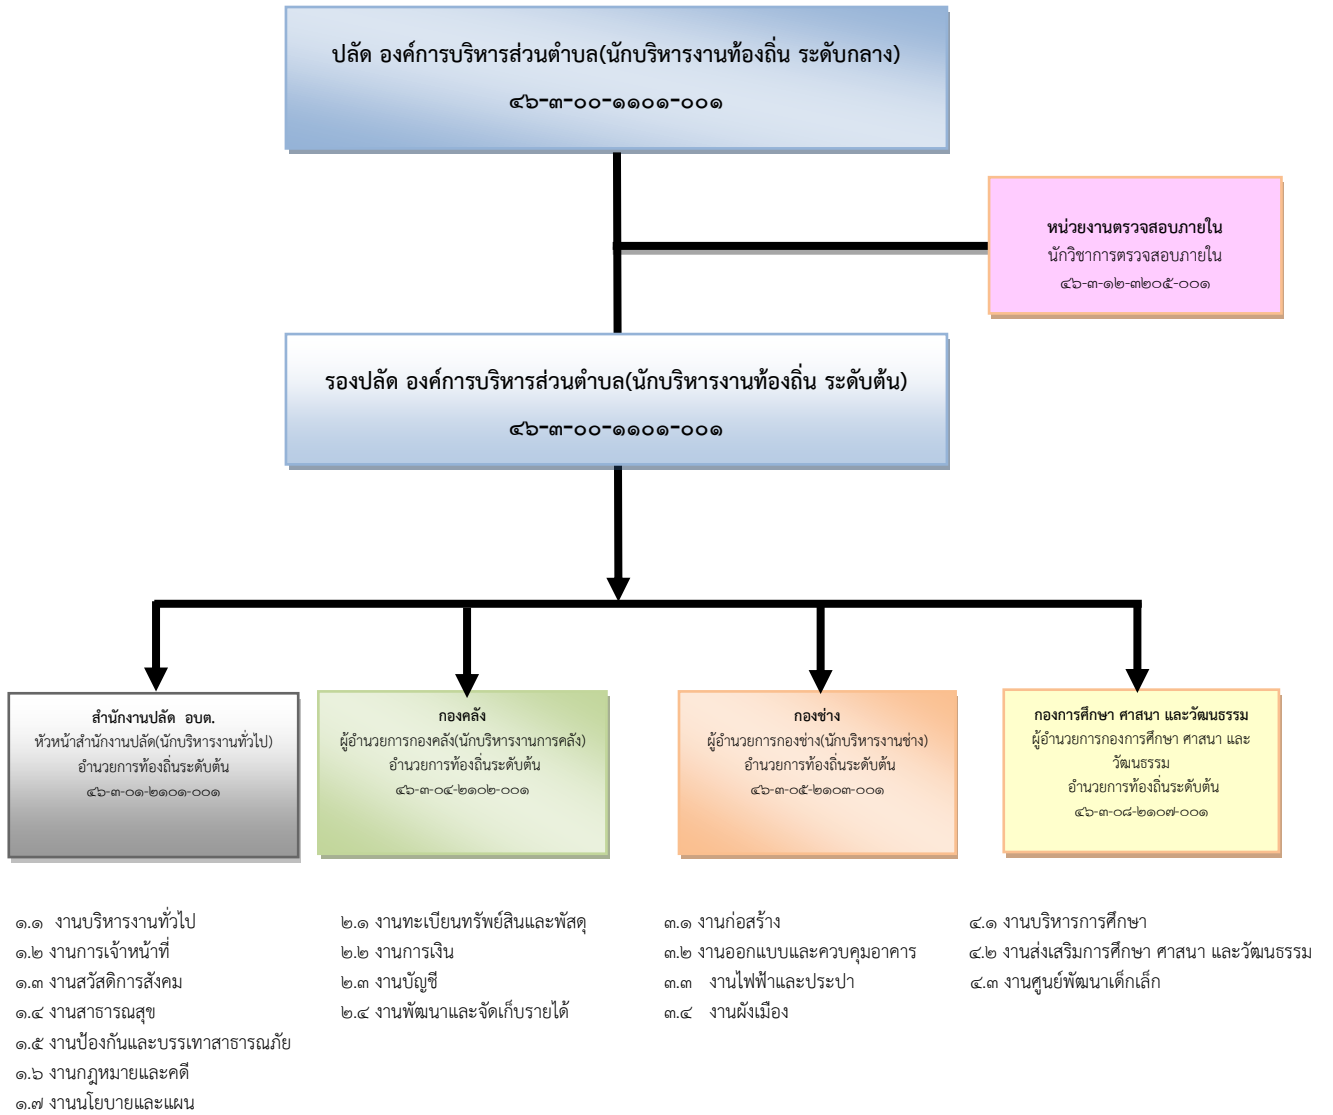 ปลัด องค์การบริหารส่วนตำบล(นักบริหารงานท้องถิ่น ระดับกลาง)
๔๖-๓-๐๐-๑๑๐๑-๐๐๑
หน่วยงานตรวจสอบภายใน
นักวิชาการตรวจสอบภายใน
๔๖-๓-๑๒-๓๒๐๕-๐๐๑
รองปลัด องค์การบริหารส่วนตำบล(นักบริหารงานท้องถิ่น ระดับต้น)
๔๖-๓-๐๐-๑๑๐๑-๐๐๑
สำนักงานปลัด อบต.
หัวหน้าสำนักงานปลัด(นักบริหารงานทั่วไป)
อำนวยการท้องถิ่นระดับต้น
๔๖-๓-๐๑-๒๑๐๑-๐๐๑
กองคลัง
ผู้อำนวยการกองคลัง(นักบริหารงานการคลัง)
อำนวยการท้องถิ่นระดับต้น
๔๖-๓-๐๔-๒๑๐๒-๐๐๑
กองช่าง
ผู้อำนวยการกองช่าง(นักบริหารงานช่าง)
อำนวยการท้องถิ่นระดับต้น
๔๖-๓-๐๕-๒๑๐๓-๐๐๑
กองการศึกษา ศาสนา และวัฒนธรรม
ผู้อำนวยการกองการศึกษา ศาสนา และ
วัฒนธรรม
อำนวยการท้องถิ่นระดับต้น
๔๖-๓-๐๘-๒๑๐๗-๐๐๑
๑.๑ งานบริหารงานทั่วไป
๑.๒ งานการเจ้าหน้าที่
๑.๓ งานสวัสดิการสังคม
๑.๔ งานสาธารณสุข
๑.๕ งานป้องกันและบรรเทาสาธารณภัย
๑.๖ งานกฎหมายและคดี
๑.๗ งานนโยบายและแผน
๒.๑ งานทะเบียนทรัพย์สินและพัสดุ
๒.๒ งานการเงิน
๒.๓ งานบัญชี
๒.๔ งานพัฒนาและจัดเก็บรายได้
๓.๑ งานก่อสร้าง
๓.๒ งานออกแบบและควบคุมอาคาร
๓.๓ งานไฟฟ้าและประปา
๓.๔ งานผังเมือง
๔.๑ งานบริหารการศึกษา
๔.๒ งานส่งเสริมการศึกษา ศาสนา และวัฒนธรรม
๔.๓ งานศูนย์พัฒนาเด็กเล็ก